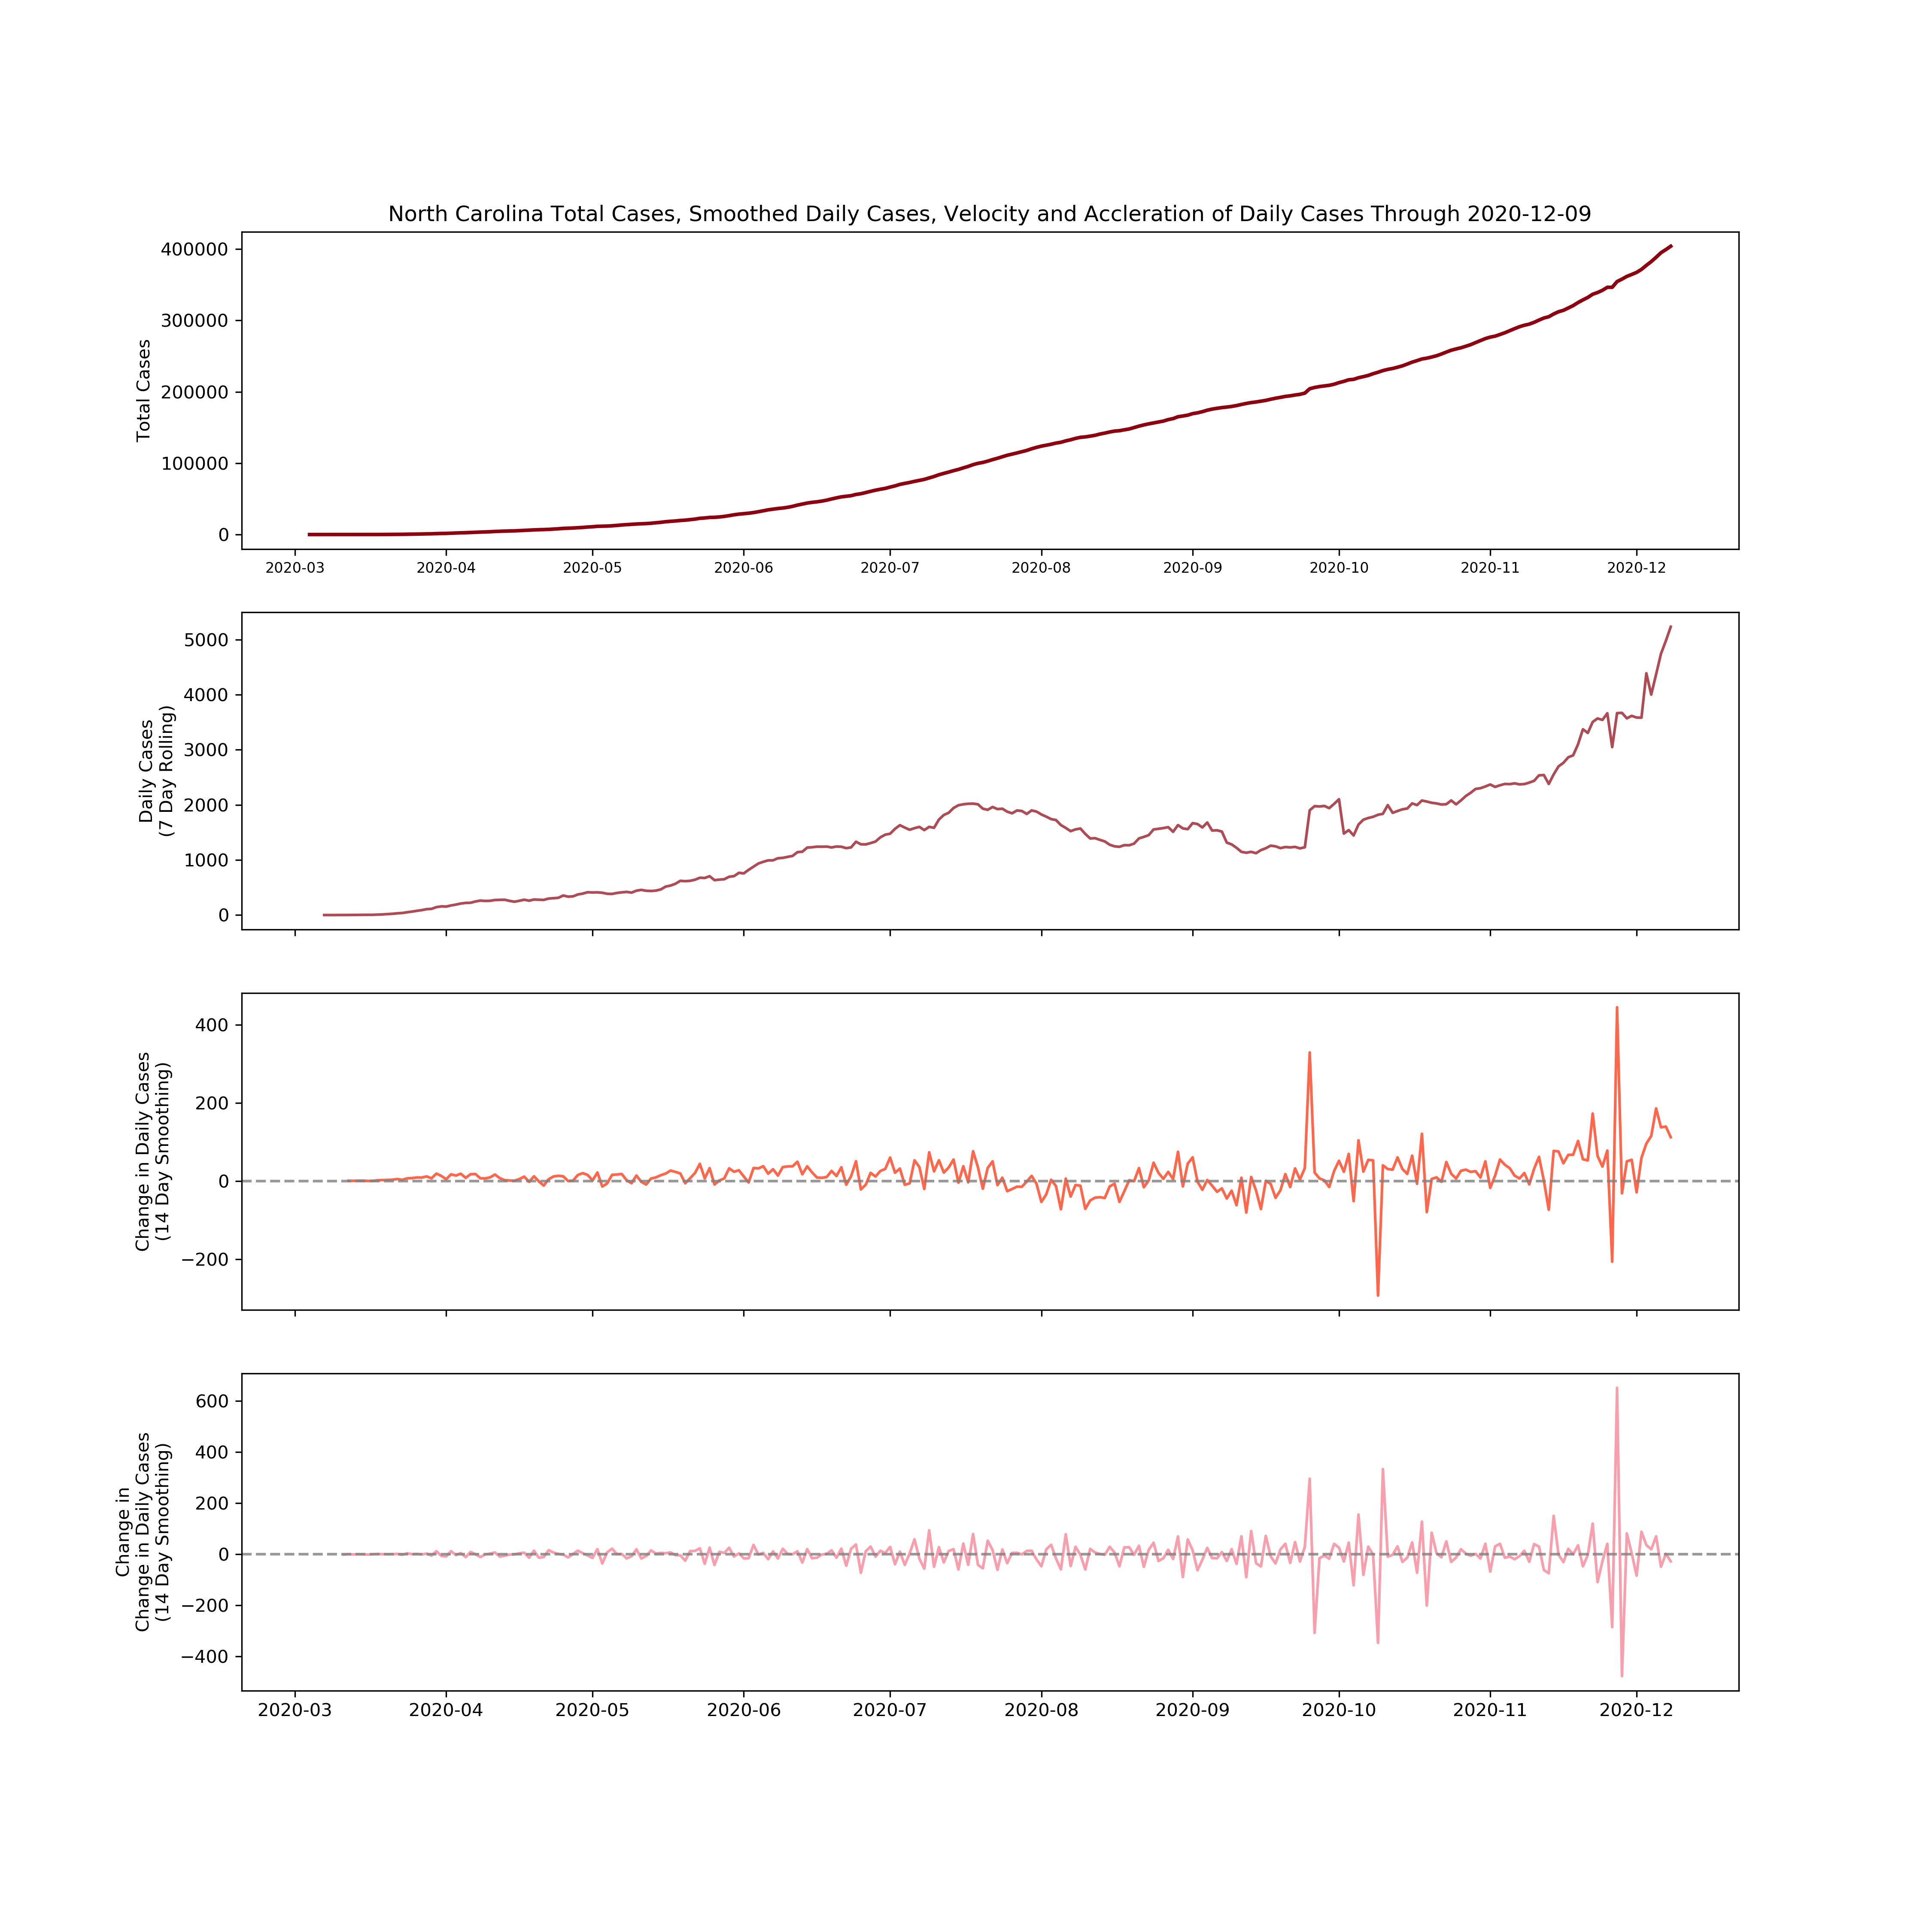 North Carolina Total Cases, Smoothed Daily Cases, Velocity and Accleration of Daily Cases Through 2020-12-09
Total Cases
400000
300000
200000
100000
0
2020-03 2020-04 2020-05 2020-06 2020-07 2020-08 2020-09 2020-10 2020-11 2020-12
Daily Cases
(7 Day Rolling)
5000
4000
3000
2000
1000
0
Change in Daily Cases
(14 Day Smoothing)
400
200
0
−200
Change in
Change in Daily Cases
(14 Day Smoothing)
600
400
200
0
−200
−400
2020-03 2020-04 2020-05 2020-06 2020-07 2020-08 2020-09 2020-10 2020-11 2020-12